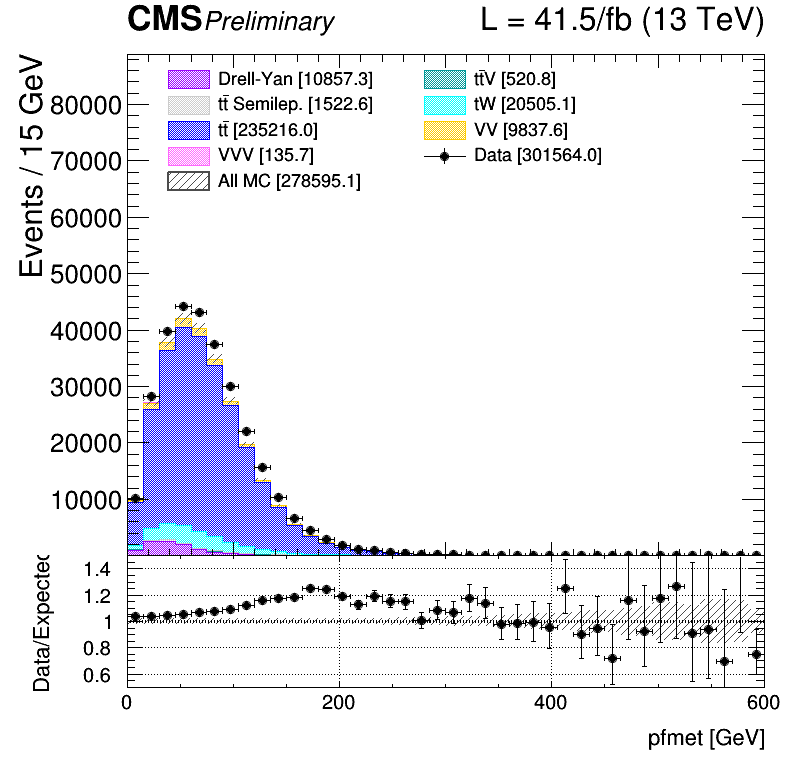 CMS Preliminary L = 41.5/fb (13 TeV)
Events / 15 GeV
Drell-Yan [10857.3]
tt̄ Semilep. [1522.6]
tt̄ [235216.0]
VVV [135.7]
All MC [278595.1]
tt̄V [520.8]
tW [20505.1]
VV [9837.6]
Data [301564.0]
80000
70000
60000
50000
40000
30000
20000
10000
Data/Expected
1.4
1.2
1
0.8
0.6
0 200 400 600
pfmet [GeV]